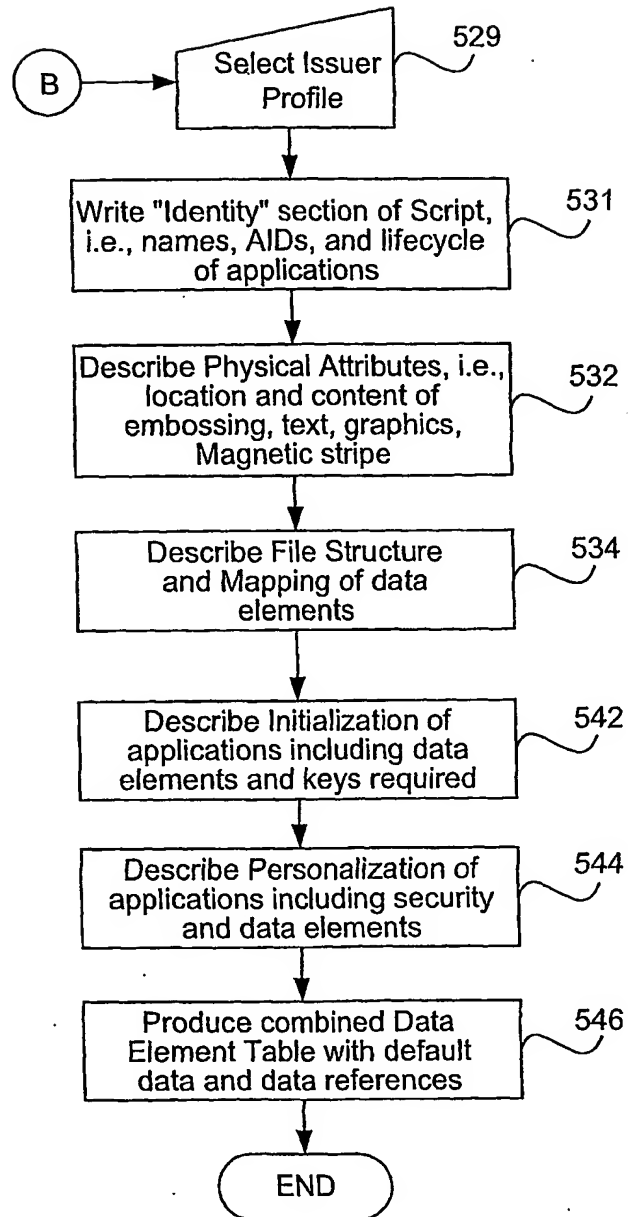 529
B
Select Issuer
Profile
531
Write "Identity" section of Script,
i.e., names, AIDs, and lifecycle
of applications
Describe Physical Attributes, i.e.,
location and content of
embossing, text, graphics,
Magnetic stripe
532
Describe File Structure
and Mapping of data
elements
534
Describe Initialization of
applications including data
elements and keys required
542
Describe Personalization of
applications including security
and data elements
544
Produce combined Data
Element Table with default
data and data references
546
END